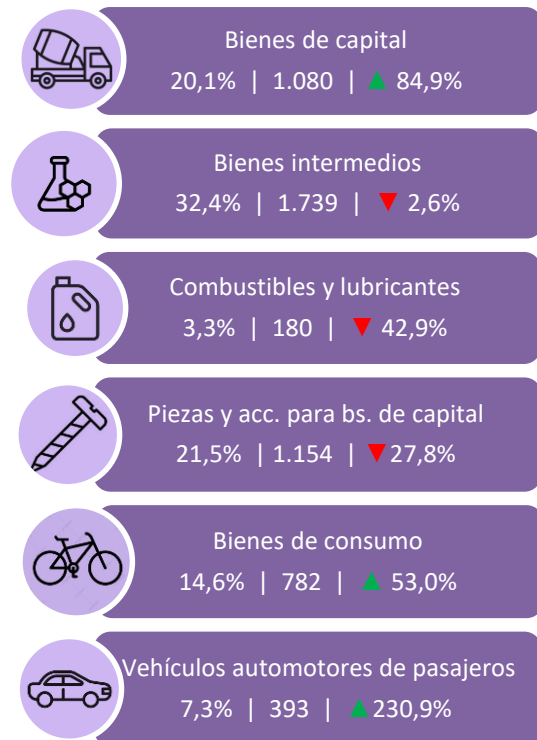 Bienes de capital
20,1% | 1.080 | ▲ 84,9%
Bienes intermedios
32,4% | 1.739 | ▼ 2,6%
Combustibles y lubricantes
3,3% | 180 | ▼ 42,9%
Piezas y acc. para bs. de capital
21,5% | 1.154 | ▼27,8%
Bienes de consumo
14,6% | 782 | ▲ 53,0%
Vehículos automotores de pasajeros
7,3% | 393 | ▲230,9%